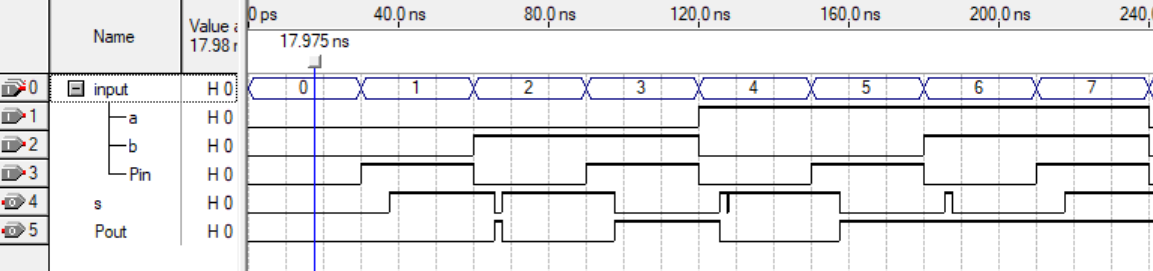 0 ps 40.0 ns 80.0 ns 120.0 ns 160.0 ns 200.0 ns 240.
Name Value 17.98
17.975 ns
0 input H 0 0 1 2 3 4 5 6 7
1 a H 0
2 b H 0
3 Pin H 0
4 s H 0
5 Pout H 0